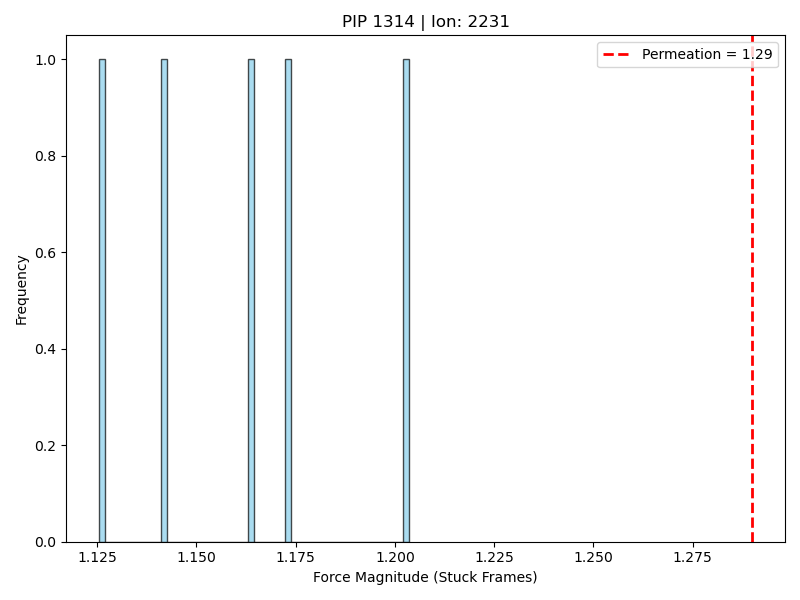 PIP 1314 | Ion: 2231
Permeation = 1.29
Frequency
1.0
0.8
0.6
0.4
0.2
0.0
1.125 1.150 1.175 1.200 1.225 1.250 1.275
Force Magnitude (Stuck Frames)